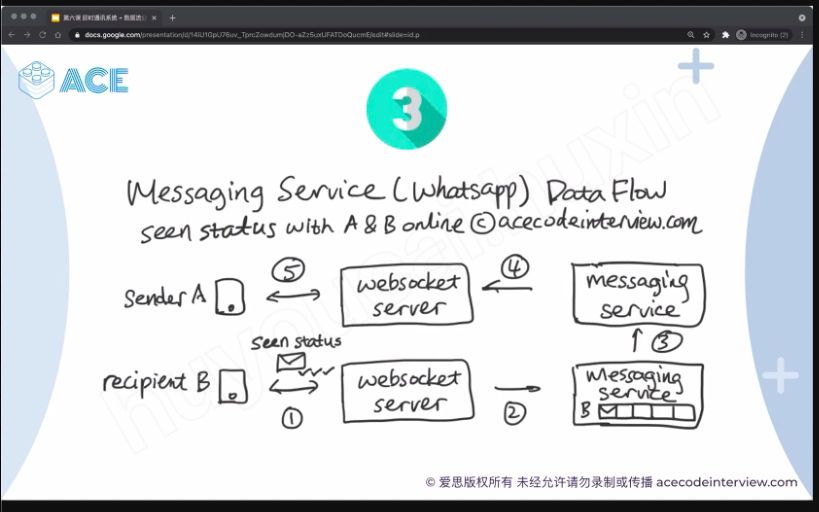 第六课 即时通讯系统 + 数据流
docs.google.com/presentation/d/14iU1GpU76uv_TprcZowdumjDO-aZz5uxUFATDoQucmE/edit#slide=id.p
Incognito (2)
ACE
3
Messaging Service (Whatsapp) Data Flow
seen status with A & B online © acecodeinterview.com
sender A
⑤
websocket
server
④
messaging
service
seen status
③
recipient B
①
websocket
server
②
messaging
service
B
© 爱思版权所有 未经允许请勿录制或传播 acecodeinterview.com